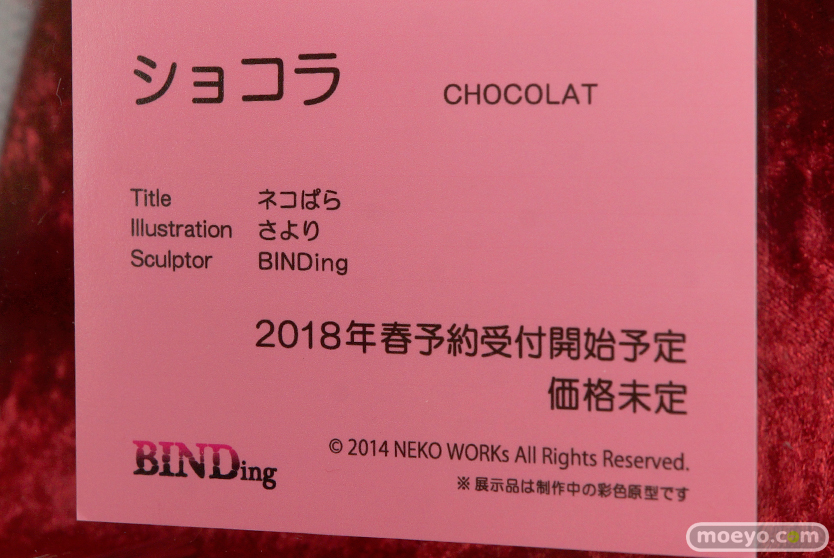 ショコラ CHOCOLAT
Title ネコぱら
Illustration さより
Sculptor BINDing
2018年春予約受付開始予定
価格未定
BINDing © 2014 NEKO WORKs All Rights Reserved.
※展示品は制作中の彩色原型です
moeyo.com